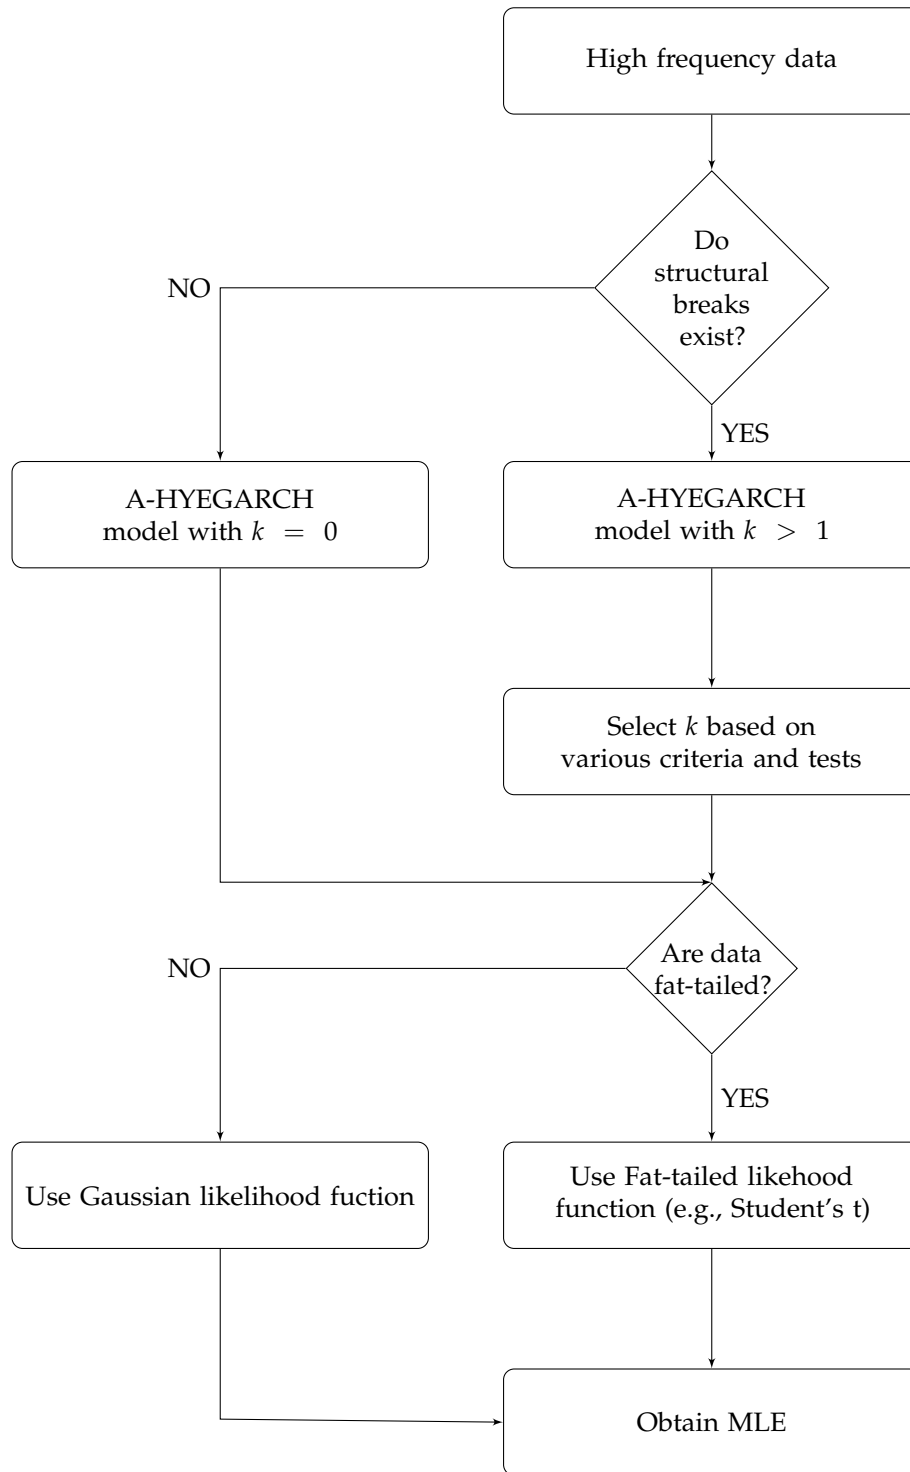 High frequency data
Do
structural
breaks
exist?
NO
YES
A-HYEGARCH
model with k = 0
A-HYEGARCH
model with k > 1
Select k based on
various criteria and tests
Are data
fat-tailed?
NO
YES
Use Gaussian likelihood fuction
Use Fat-tailed likehood
function (e.g., Student's t)
Obtain MLE